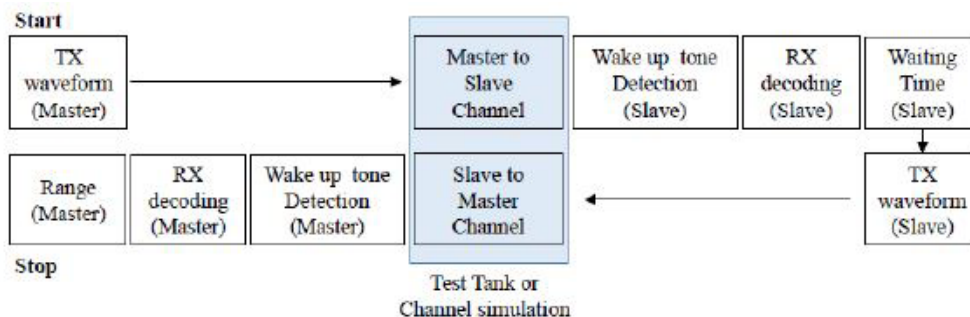 Start
TX
waveform
(Master)
Master to
Slave
Channel
Wake up tone
Detection
(Slave)
RX
decoding
(Slave)
Waiting
Time
(Slave)
Range
(Master)
RX
decoding
(Master)
Wake up tone
Detection
(Master)
Slave to
Master
Channel
TX
waveform
(Slave)
Stop
Test Tank or
Channel simulation